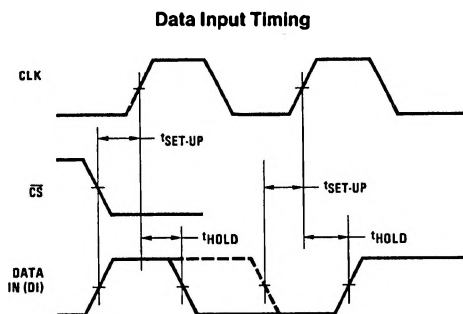 Data Input Timing
CLK
tSET-UP
CS
tSET-UP
tHOLD
tHOLD
DATA
IN (DI)